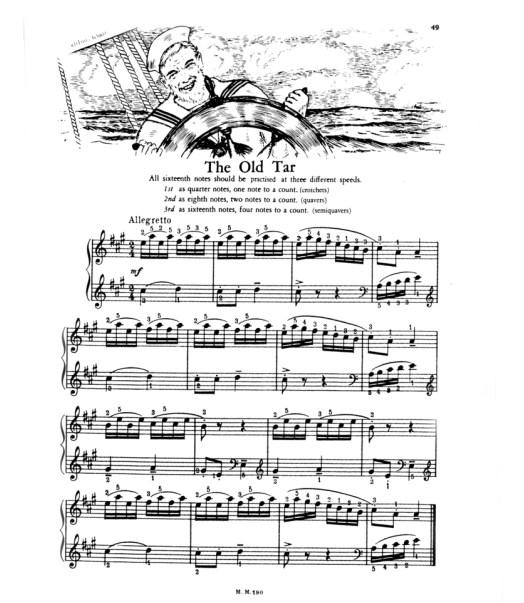 49
The Old Tar
All sixteenth notes should be practised at three different speeds.
1st as quarter notes, one note to a count. (crotchets)
2nd as eighth notes, two notes to a count. (quavers)
3rd as sixteenth notes, four notes to a count. (semiquavers)
Allegretto
mf
M. M. 190